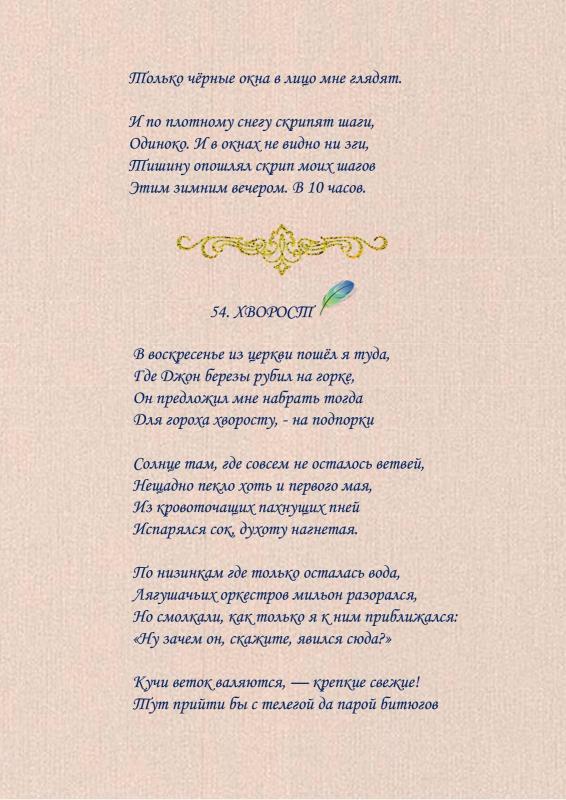 Только чёрные окна в лицо мне глядят.
И по плотному снегу скрипят шаги,
Одиноко. И в окнах не видно ни зги,
Тишину опошлял скрип моих шагов
Этим зимним вечером. В 10 часов.
54. ХВОРОСТ
В воскресенье из церкви пошёл я туда,
Где Джон березы рубил на горке,
Он предложил мне набрать тогда
Для гороха хворосту, - на подпорки
Солнце там, где совсем не осталось ветвей,
Нещадно пекло хоть и первого мая,
Из кровоточащих пахнущих пней
Испарялся сок, духоту нагнетая.
По низинкам где только осталась вода,
Лягушачьих оркестров мильон разорался,
Но смолкали, как только я к ним приближался:
«Ну зачем он, скажите, явился сюда?»
Кучи веток валяются, — крепкие свежие!
Тут прийти бы с телегой да парой битюгов